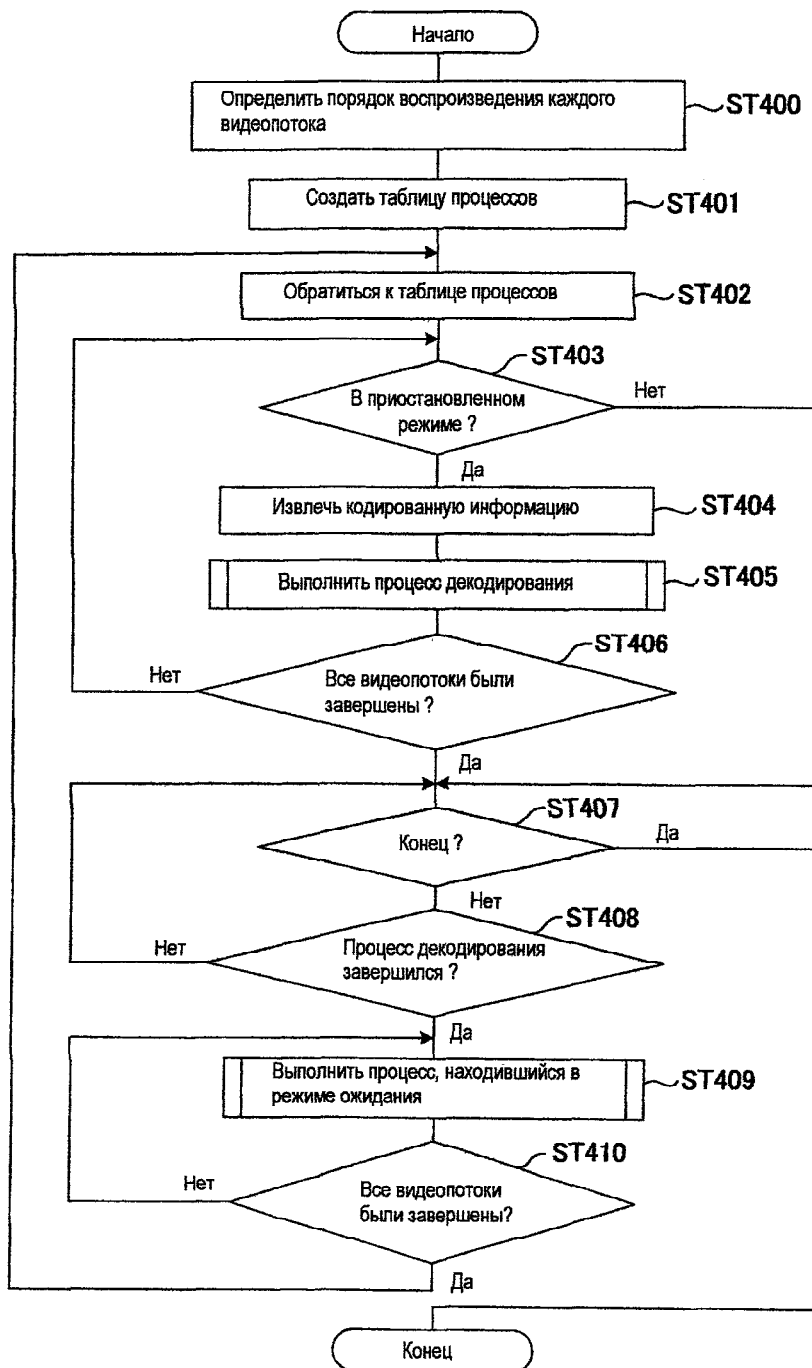 Начало
Определить порядок воспроизведения каждого
видеопотока
ST400
Создать таблицу процессов
ST401
Обратиться к таблице процессов
ST402
ST403
В приостановленном
режиме ?
Нет
Да
Извлечь кодированную информацию
ST404
Выполнить процесс декодирования
ST405
ST406
Нет
Все видеопотоки были
завершены ?
Да
ST407
Конец ?
Да
Нет
ST408
Нет
Процесс декодирования
завершился ?
Да
Выполнить процесс, находившийся в
режиме ожидания
ST409
ST410
Нет
Все видеопотоки
были завершены?
Да
Конец